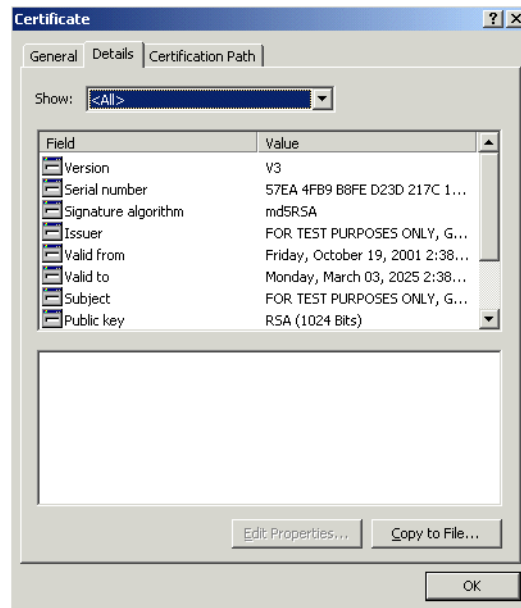 Certificate
General Details Certification Path
Show: <All>
Field Value
Version V3
Serial number 57EA 4FB9 B8FE D23D 217C 1...
Signature algorithm md5RSA
Issuer FOR TEST PURPOSES ONLY, G...
Valid from Friday, October 19, 2001 2:38...
Valid to Monday, March 03, 2025 2:38...
Subject FOR TEST PURPOSES ONLY, G...
Public key RSA (1024 Bits)
Edit Properties... Copy to File...
OK